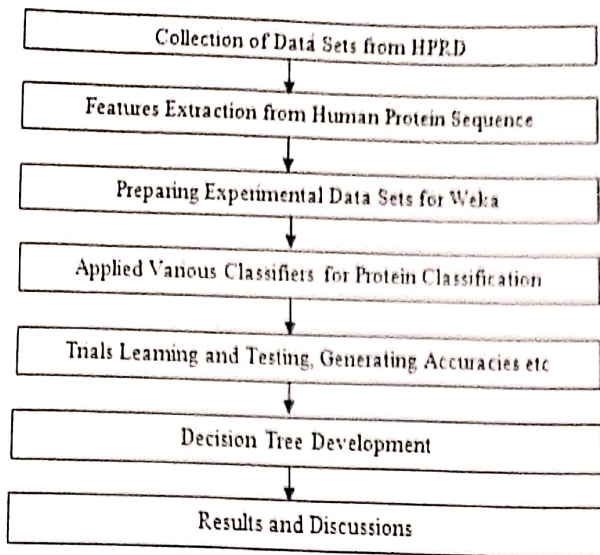 Collection of Data Sets from HPRD
Features Extraction from Human Protein Sequence
Preparing Experimental Data Sets for Weka
Applied Various Classifiers for Protein Classification
Trials Learning and Testing, Generating Accuracies etc
Decision Tree Development
Results and Discussions